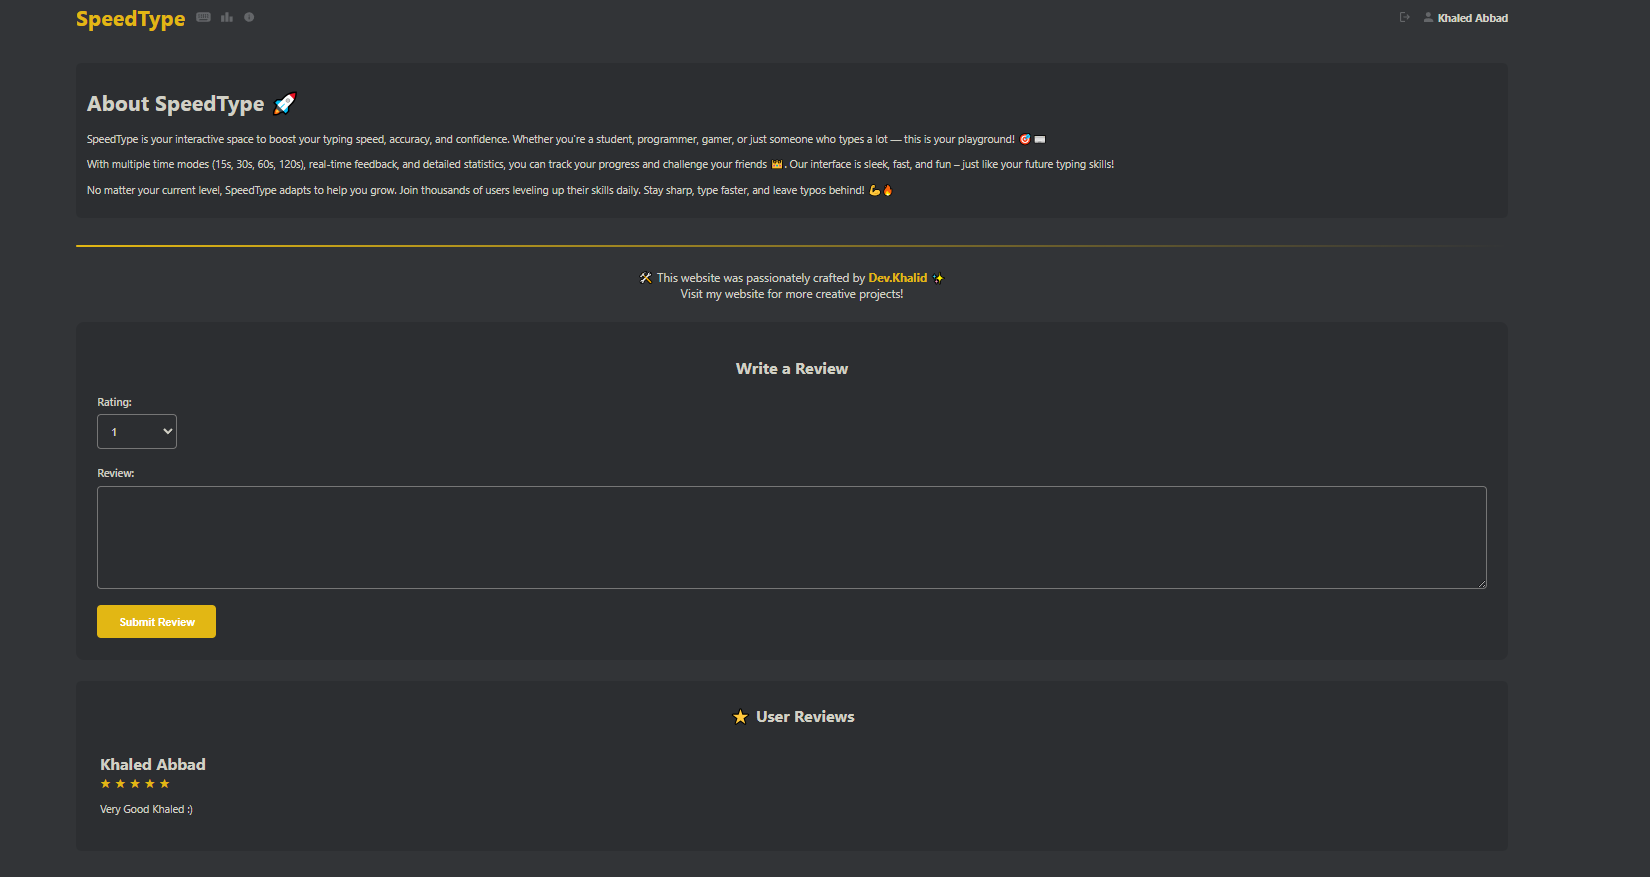 SpeedType
Khaled Abbad
About SpeedType 🚀
SpeedType is your interactive space to boost your typing speed, accuracy, and confidence. Whether you're a student, programmer, gamer, or just someone who types a lot — this is your playground! 🎯⌨️
With multiple time modes (15s, 30s, 60s, 120s), real-time feedback, and detailed statistics, you can track your progress and challenge your friends 👑. Our interface is sleek, fast, and fun – just like your future typing skills!
No matter your current level, SpeedType adapts to help you grow. Join thousands of users leveling up their skills daily. Stay sharp, type faster, and leave typos behind! 💪🔥
🛠️ This website was passionately crafted by Dev.Khalid ✨
Visit my website for more creative projects!
Write a Review
Rating:
1
Review:
Submit Review
⭐ User Reviews
Khaled Abbad
★ ★ ★ ★ ★
Very Good Khaled :)